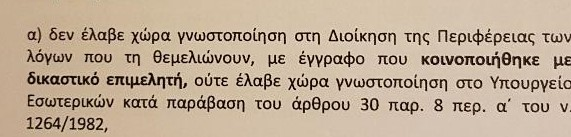 α) δεν έλαβε χώρα γνωστοποίηση στη Διοίκηση της Περιφέρειας των
λόγων που τη θεμελιώνουν, με έγγραφο που κοινοποιήθηκε με
δικαστικό επιμελητή, ούτε έλαβε χώρα γνωστοποίηση στο Υπουργείο
Εσωτερικών κατά παράβαση του άρθρου 30 παρ. 8 περ. α΄ του ν.
1264/1982,